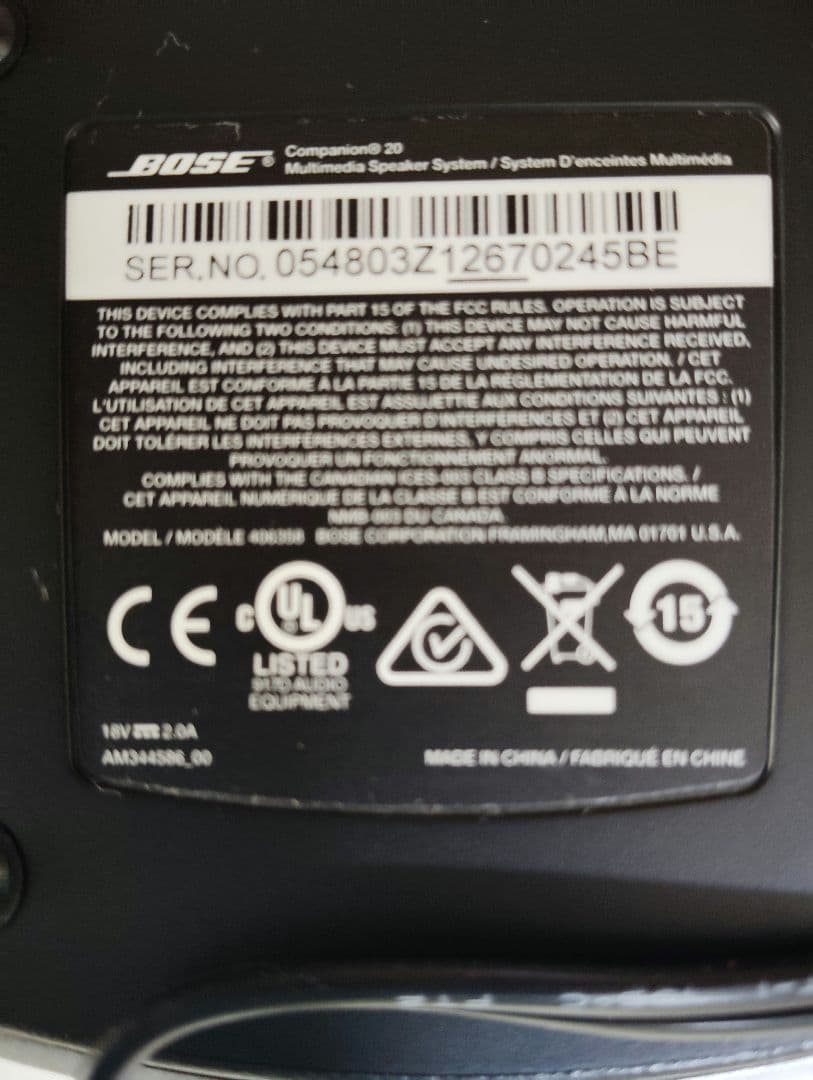 BOSE®
Companion® 20
Multimedia Speaker System / System D'enceintes Multimédia
SER.NO. 054803Z12670245BE
THIS DEVICE COMPLIES WITH PART 15 OF THE FCC RULES. OPERATION IS SUBJECT
TO THE FOLLOWING TWO CONDITIONS: (1) THIS DEVICE MAY NOT CAUSE HARMFUL
INTERFERENCE, AND (2) THIS DEVICE MUST ACCEPT ANY INTERFERENCE RECEIVED,
INCLUDING INTERFERENCE THAT MAY CAUSE UNDESIRED OPERATION. / CET
APPAREIL EST CONFORME À LA PARTIE 15 DE LA RÉGLEMENTATION DE LA FCC.
L'UTILISATION DE CET APPAREIL EST ASSUJETTIE AUX CONDITIONS SUIVANTES : (1)
CET APPAREIL NE DOIT PAS PROVOQUER D'INTERFÉRENCES ET (2) CET APPAREIL
DOIT TOLÉRER LES INTERFÉRENCES EXTERNES, Y COMPRIS CELLES QUI PEUVENT
PROVOQUER UN FONCTIONNEMENT ANORMAL.
COMPLIES WITH THE CANADIAN ICES-003 CLASS B SPECIFICATIONS. /
CET APPAREIL NUMÉRIQUE DE LA CLASSE B EST CONFORME À LA NORME
NMB-003 DU CANADA.
MODEL / MODÈLE BOSE CORPORATION FRAMINGHAM, MA 01701 U.S.A.
CE
C UL US
LISTED
AUDIO
EQUIPMENT
15
18V 2.0A
AM344586_00
MADE IN CHINA / FABRIQUÉ EN CHINE